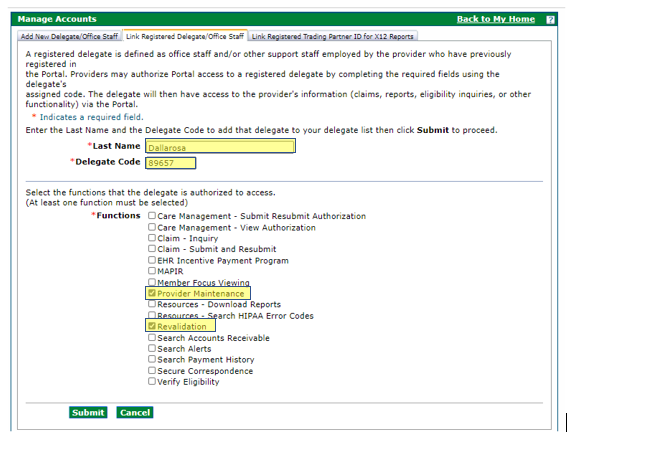 Manage Accounts Back to My Home ?
Add New Delegate/Office Staff Link Registered Delegate/Office Staff Link Registered Trading Partner ID for X12 Reports
A registered delegate is defined as office staff and/or other support staff employed by the provider who have previously
registered in
the Portal. Providers may authorize Portal access to a registered delegate by completing the required fields using the
delegate's
assigned code. The delegate will then have access to the provider's information (claims, reports, eligibility inquiries, or other
functionality) via the Portal.
* Indicates a required field.
Enter the Last Name and the Delegate Code to add that delegate to your delegate list then click Submit to proceed.
*Last Name Dallarosa
*Delegate Code 89657
Select the functions that the delegate is authorized to access.
(At least one function must be selected)
*Functions Care Management - Submit Resubmit Authorization
Care Management - View Authorization
Claim - Inquiry
Claim - Submit and Resubmit
EHR Incentive Payment Program
MAPIR
Member Focus Viewing
Provider Maintenance
Resources - Download Reports
Resources - Search HIPAA Error Codes
Revalidation
Search Accounts Receivable
Search Alerts
Search Payment History
Secure Correspondence
Verify Eligibility
Submit Cancel